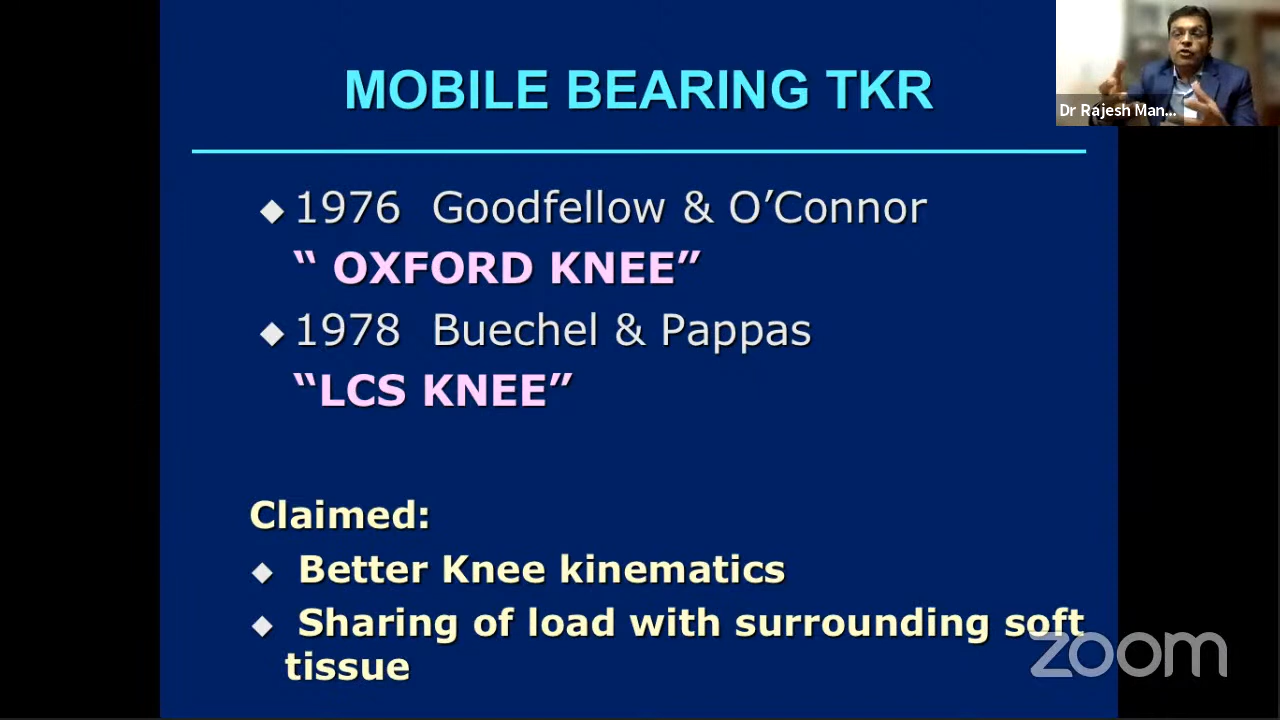 MOBILE BEARING TKR
Dr Rajesh Man...
◆ 1976 Goodfellow & O’Connor
“ OXFORD KNEE”
◆ 1978 Buechel & Pappas
“LCS KNEE”
Claimed:
◆ Better Knee kinematics
◆ Sharing of load with surrounding soft
tissue
zoom